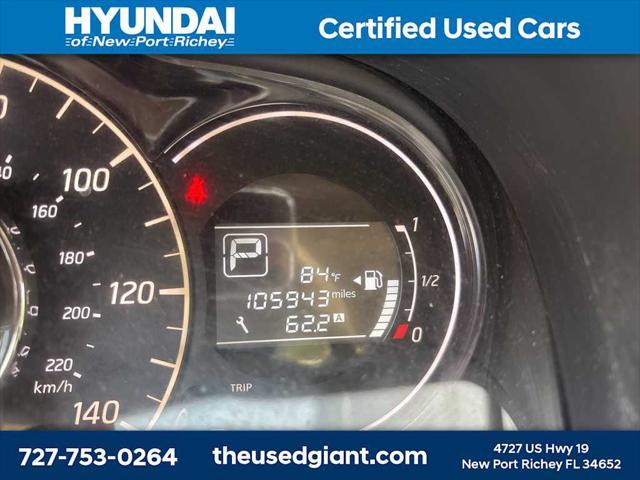 HYUNDAI
of New Port Richey
Certified Used Cars
100
160
180
120
200
220
km/h
140
P
84°F
105943 miles
62.2 A
TRIP
1
1/2
0
727-753-0264
theusedgiant.com
4727 US Hwy 19
New Port Richey FL 34652